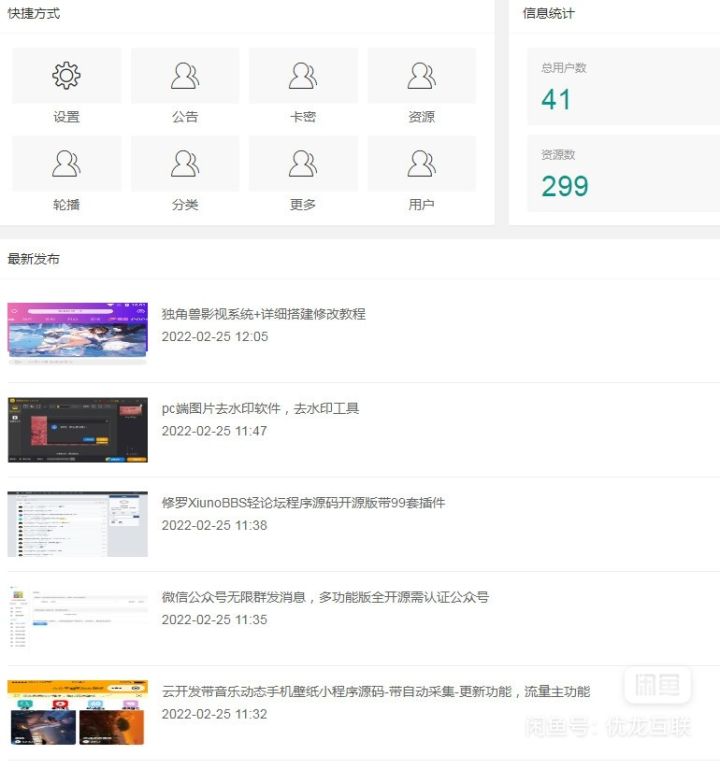 快捷方式
信息统计
设置
公告
卡密
资源
轮播
分类
更多
用户
总用户数
41
资源数
299
最新发布
独角兽影视系统+详细搭建修改教程
2022-02-25 12:05
pc端图片去水印软件，去水印工具
2022-02-25 11:47
修罗XiunoBBS轻论坛程序源码开源版带99套插件
2022-02-25 11:38
微信公众号无限群发消息，多功能版全开源需认证公众号
2022-02-25 11:35
云开发带音乐动态手机壁纸小程序源码-带自动采集-更新功能，流量主功能
2022-02-25 11:32
闲鱼
闲鱼号：优龙互联